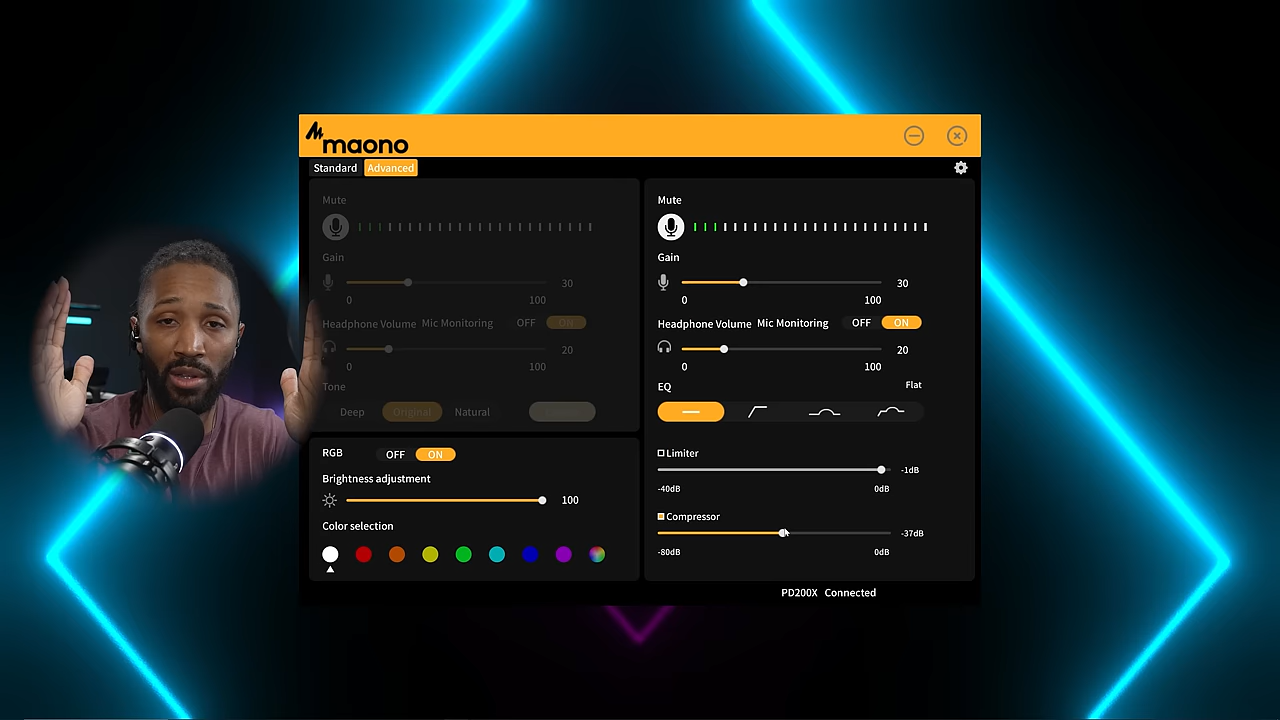 maono
Standard Advanced
Mute
Gain
30
0 100
Headphone Volume Mic Monitoring OFF ON
20
0 100
Tone
Deep Original Natural
RGB OFF ON
Brightness adjustment
100
Color selection
Mute
Gain
30
0 100
Headphone Volume Mic Monitoring OFF ON
20
0 100
EQ Flat
Limiter
-1dB
-40dB 0dB
Compressor
-37dB
-80dB 0dB
PD200X Connected